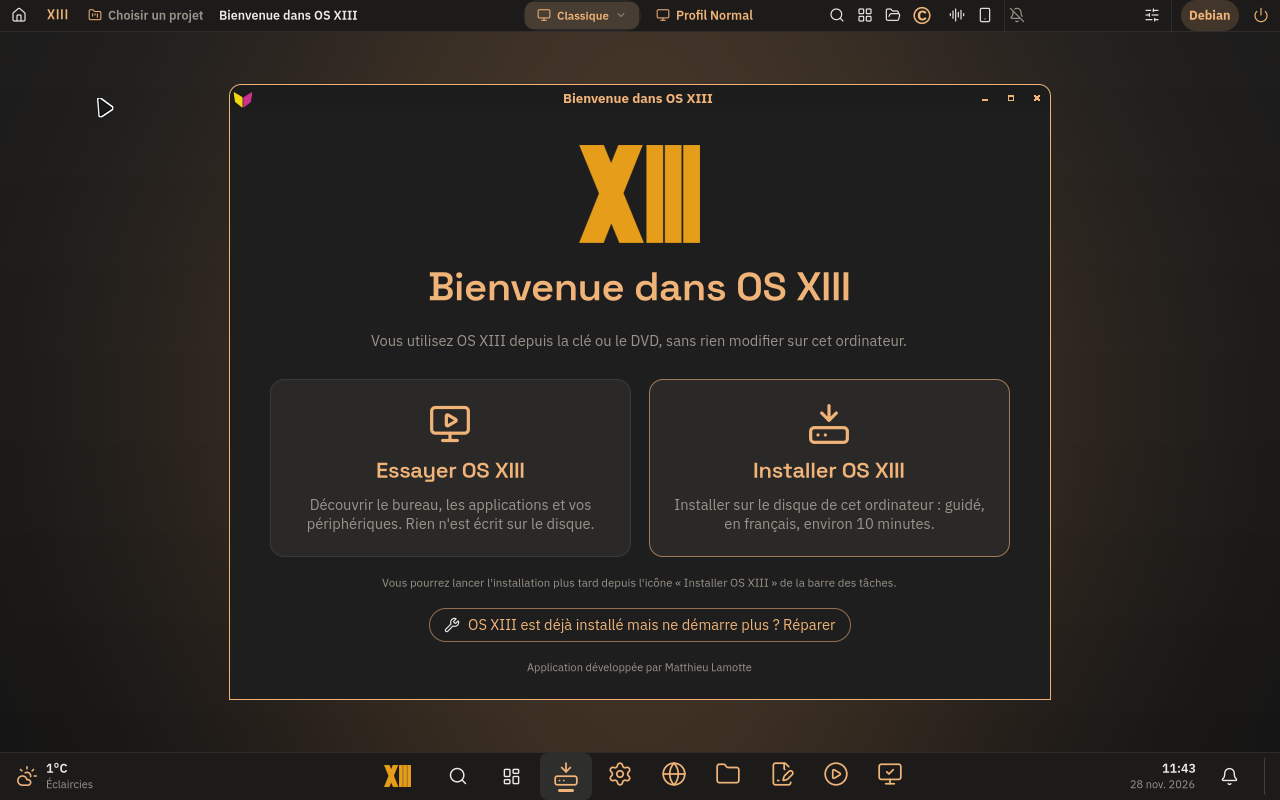 XIII
Choisir un projet
Bienvenue dans OS XIII
Classique
Profil Normal
Debian
Bienvenue dans OS XIII
XIII
Bienvenue dans OS XIII
Vous utilisez OS XIII depuis la clé ou le DVD, sans rien modifier sur cet ordinateur.
Essayer OS XIII
Découvrir le bureau, les applications et vos
périphériques. Rien n'est écrit sur le disque.
Installer OS XIII
Installer sur le disque de cet ordinateur : guidé,
en français, environ 10 minutes.
Vous pourrez lancer l'installation plus tard depuis l'icône « Installer OS XIII » de la barre des tâches.
OS XIII est déjà installé mais ne démarre plus ? Réparer
Application développée par Matthieu Lamotte
1°C
Éclaircies
XIII
11:43
28 nov. 2026